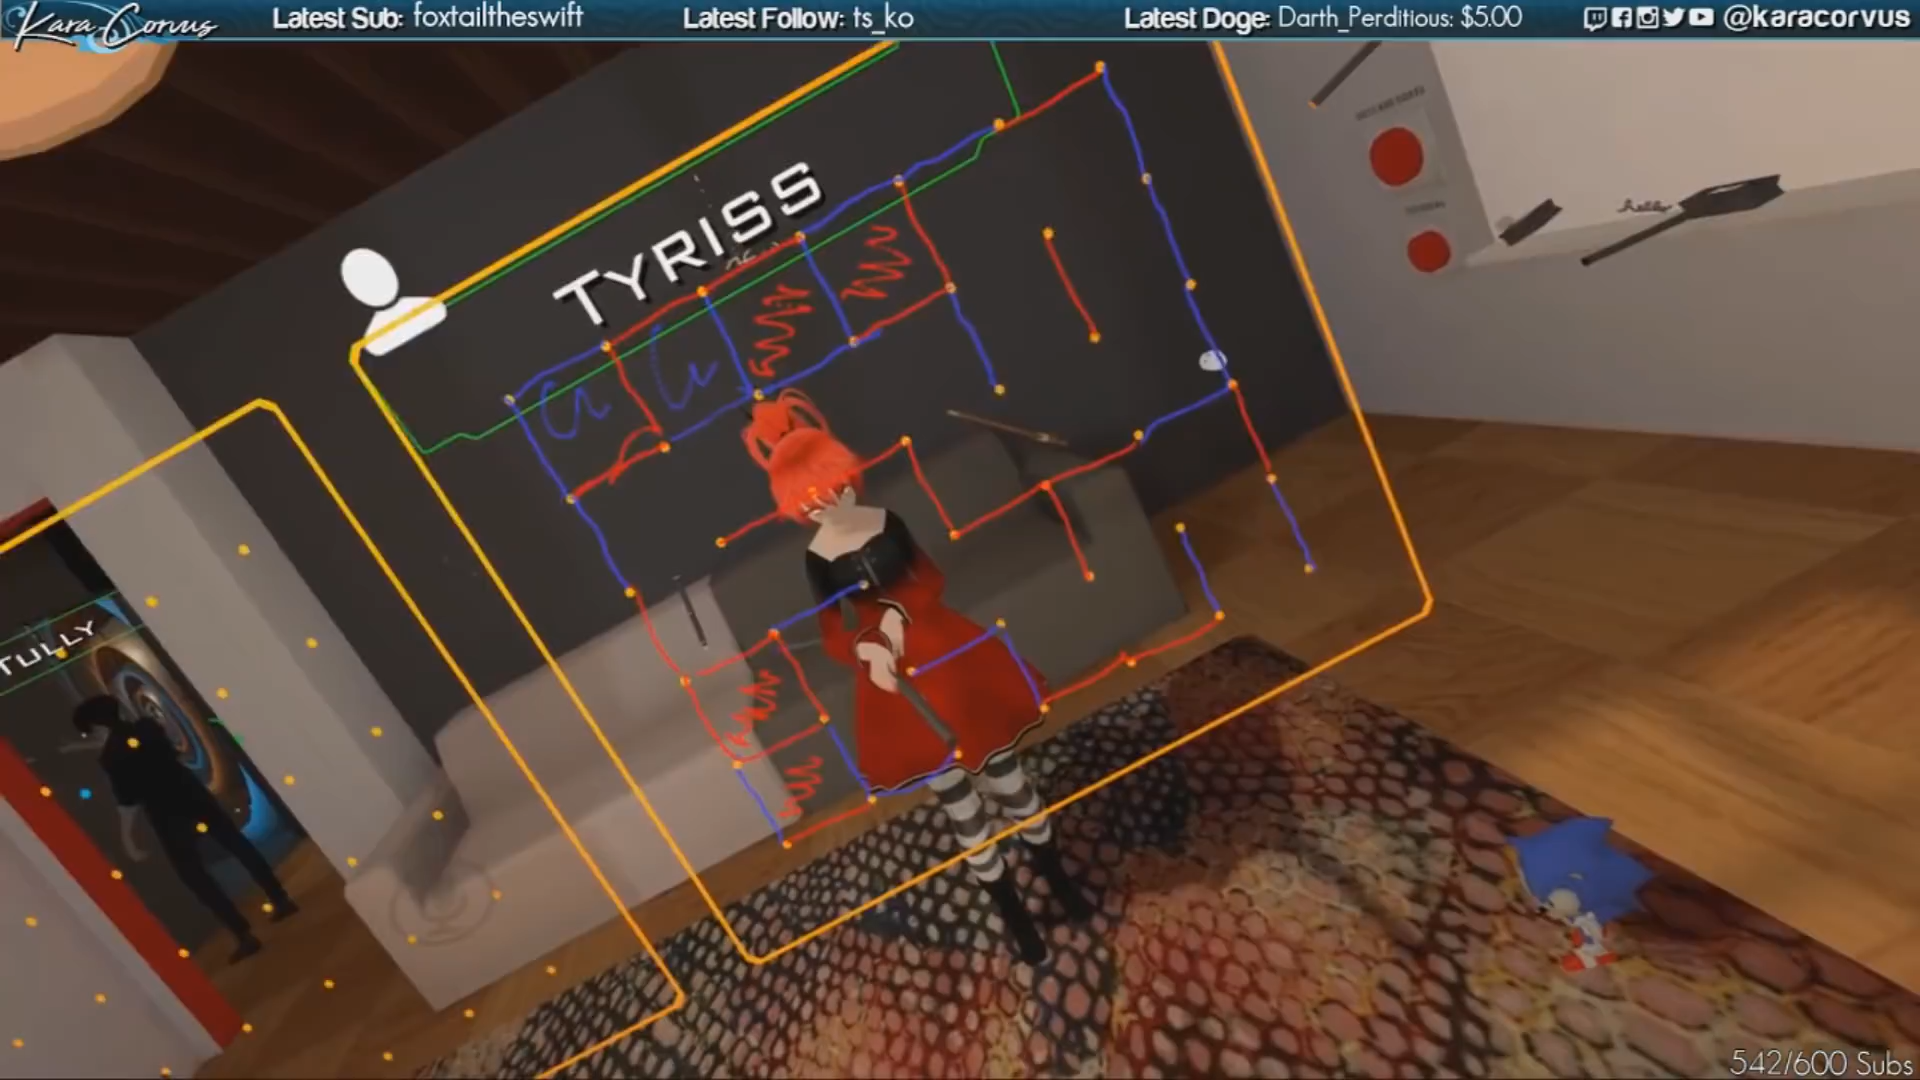 Kara Corvus
Latest Sub: foxtailtheswift
Latest Follow: ts_ko
Latest Doge: Darth_Perditious: $5.00
@karacorvus
TYRISS
hello
TULLY
542/600 Subs